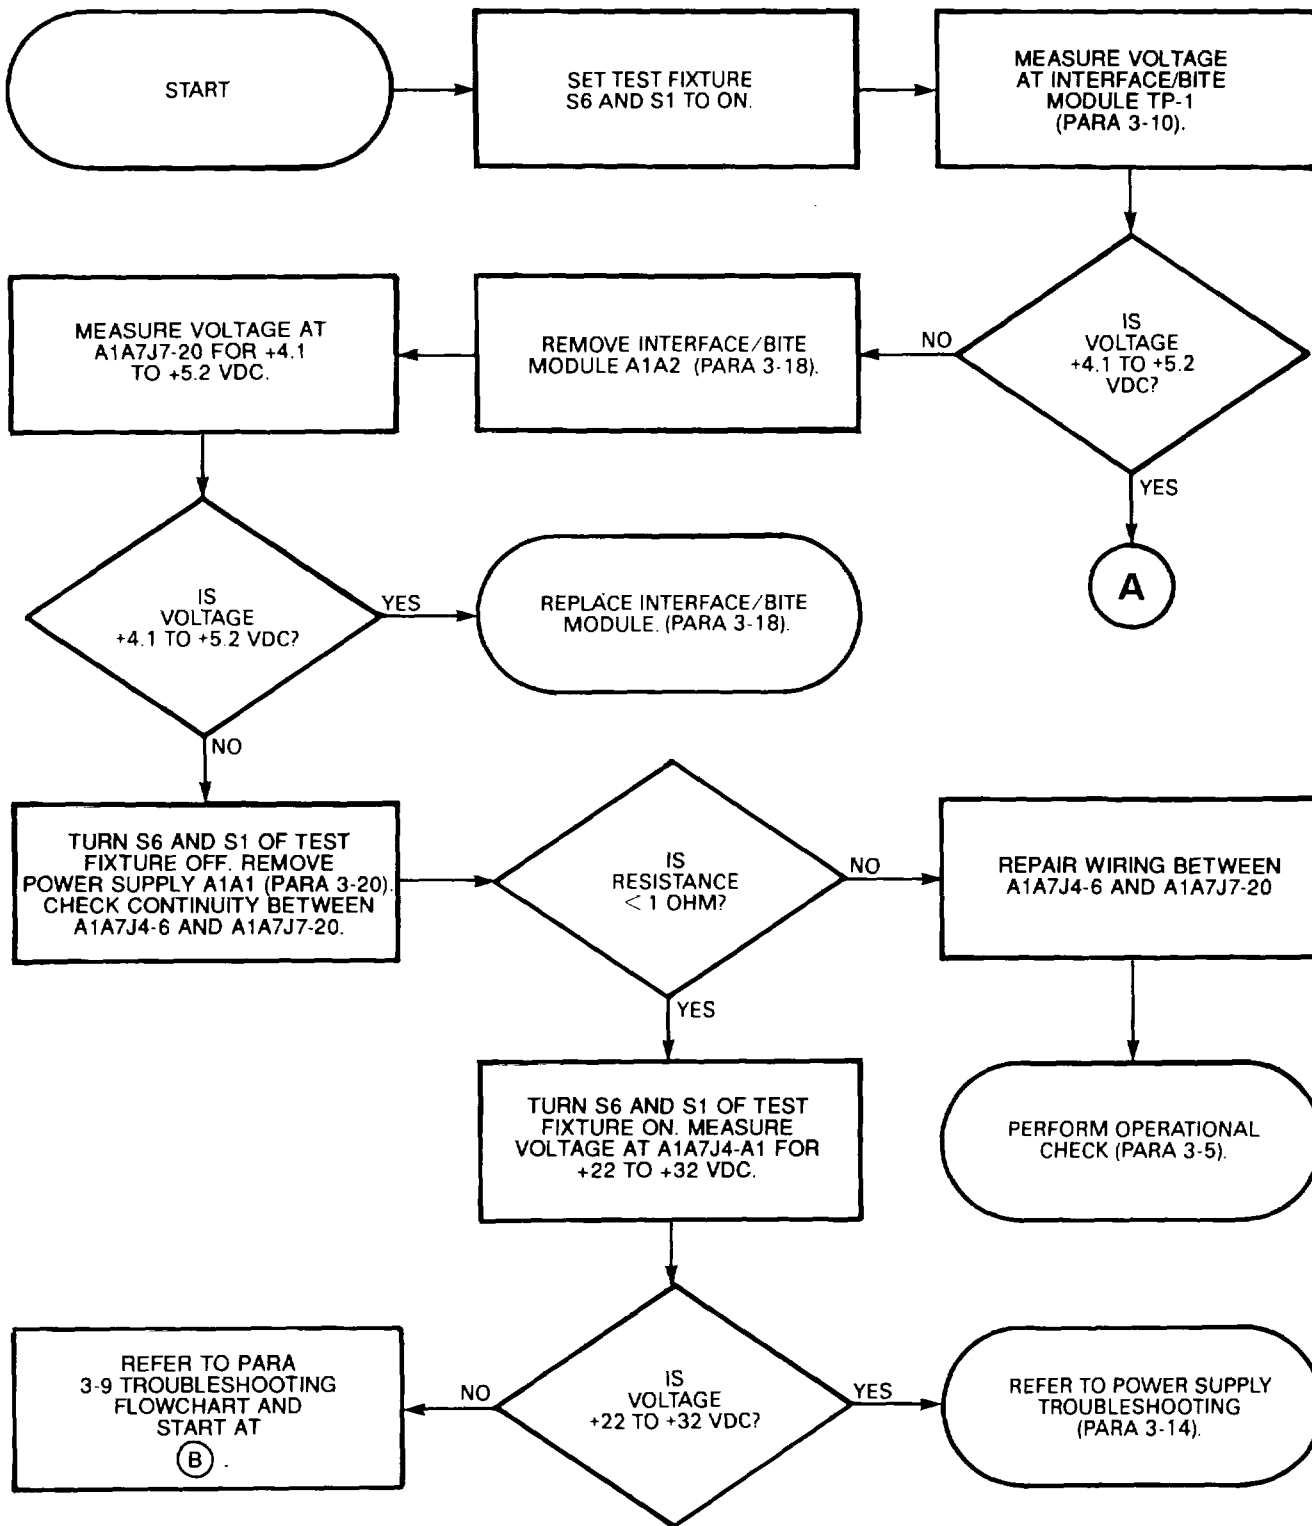 START
SET TEST FIXTURE
S6 AND S1 TO ON.
MEASURE VOLTAGE
AT INTERFACE/BITE
MODULE TP-1
(PARA 3-10).
IS
VOLTAGE
+4.1 TO +5.2
VDC?
NO
YES
A
REMOVE INTERFACE/BITE
MODULE A1A2 (PARA 3-18).
MEASURE VOLTAGE AT
A1A7J7-20 FOR +4.1
TO +5.2 VDC.
IS
VOLTAGE
+4.1 TO +5.2 VDC?
YES
REPLACE INTERFACE/BITE
MODULE. (PARA 3-18).
NO
TURN S6 AND S1 OF TEST
FIXTURE OFF. REMOVE
POWER SUPPLY A1A1 (PARA 3-20).
CHECK CONTINUITY BETWEEN
A1A7J4-6 AND A1A7J7-20.
IS
RESISTANCE
< 1 OHM?
NO
REPAIR WIRING BETWEEN
A1A7J4-6 AND A1A7J7-20
PERFORM OPERATIONAL
CHECK (PARA 3-5).
YES
TURN S6 AND S1 OF TEST
FIXTURE ON. MEASURE
VOLTAGE AT A1A7J4-A1 FOR
+22 TO +32 VDC.
IS
VOLTAGE
+22 TO +32 VDC?
NO
REFER TO PARA
3-9 TROUBLESHOOTING
FLOWCHART AND
START AT
B .
YES
REFER TO POWER SUPPLY
TROUBLESHOOTING
(PARA 3-14).